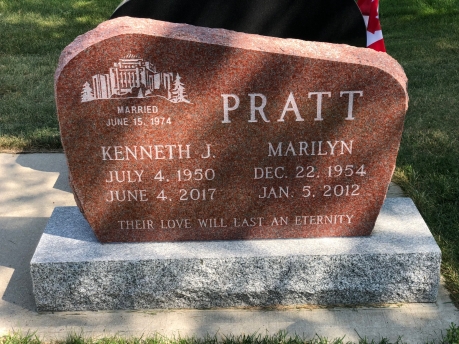 MARRIED
JUNE 15, 1974
PRATT
KENNETH J.
JULY 4, 1950
JUNE 4, 2017
MARILYN
DEC. 22, 1954
JAN. 5, 2012
THEIR LOVE WILL LAST AN ETERNITY